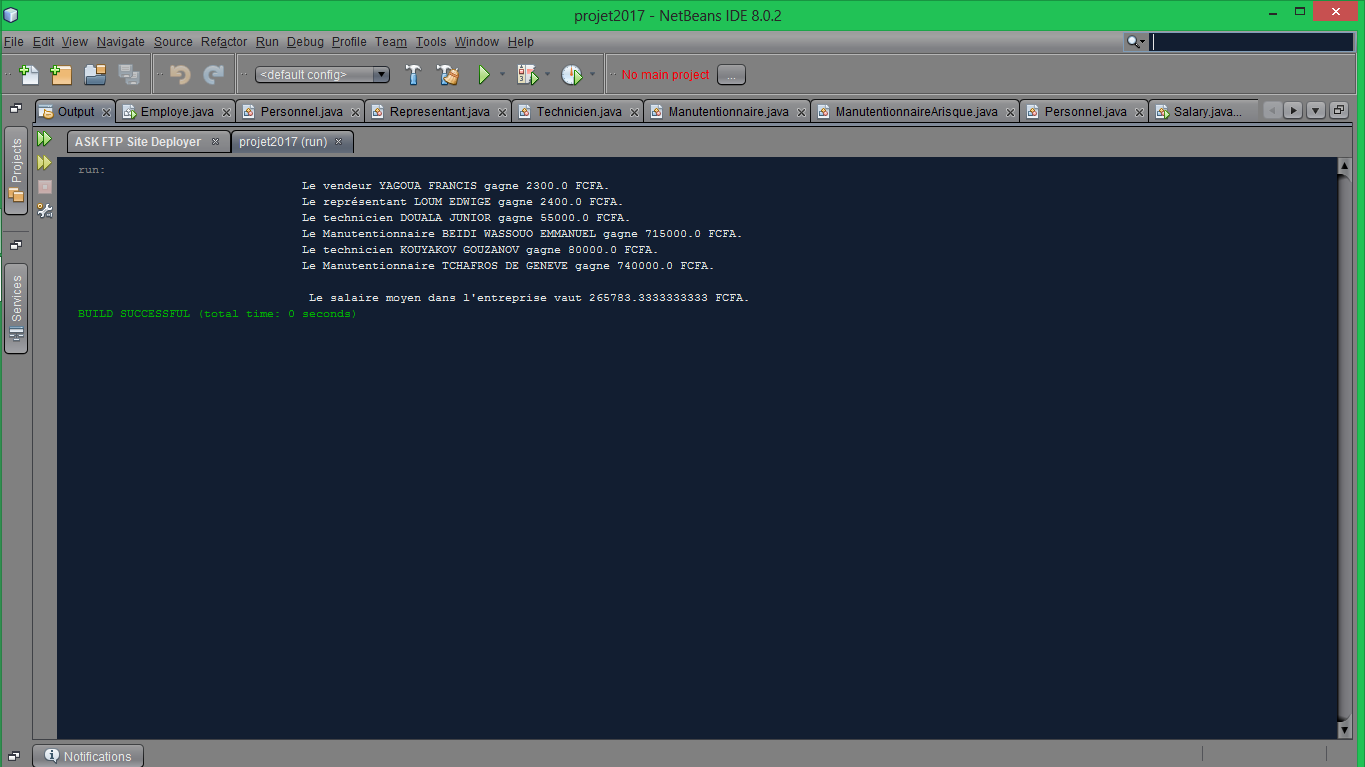 projet2017 - NetBeans IDE 8.0.2
File Edit View Navigate Source Refactor Run Debug Profile Team Tools Window Help
<default config> No main project ...
Output Employe.java Personnel.java Representant.java Technicien.java Manutentionnaire.java ManutentionnaireArisque.java Personnel.java Salary.java...
Projects
Services
ASK FTP Site Deployer projet2017 (run)
run:
Le vendeur YAGOUA FRANCIS gagne 2300.0 FCFA.
Le représentant LOUM EDWIGE gagne 2400.0 FCFA.
Le technicien DOUALA JUNIOR gagne 55000.0 FCFA.
Le Manutentionnaire BEIDI WASSOUO EMMANUEL gagne 715000.0 FCFA.
Le technicien KOUYAKOV GOUZANOV gagne 80000.0 FCFA.
Le Manutentionnaire TCHAFROS DE GENEVE gagne 740000.0 FCFA.
Le salaire moyen dans l'entreprise vaut 265783.3333333333 FCFA.
BUILD SUCCESSFUL (total time: 0 seconds)
Notifications